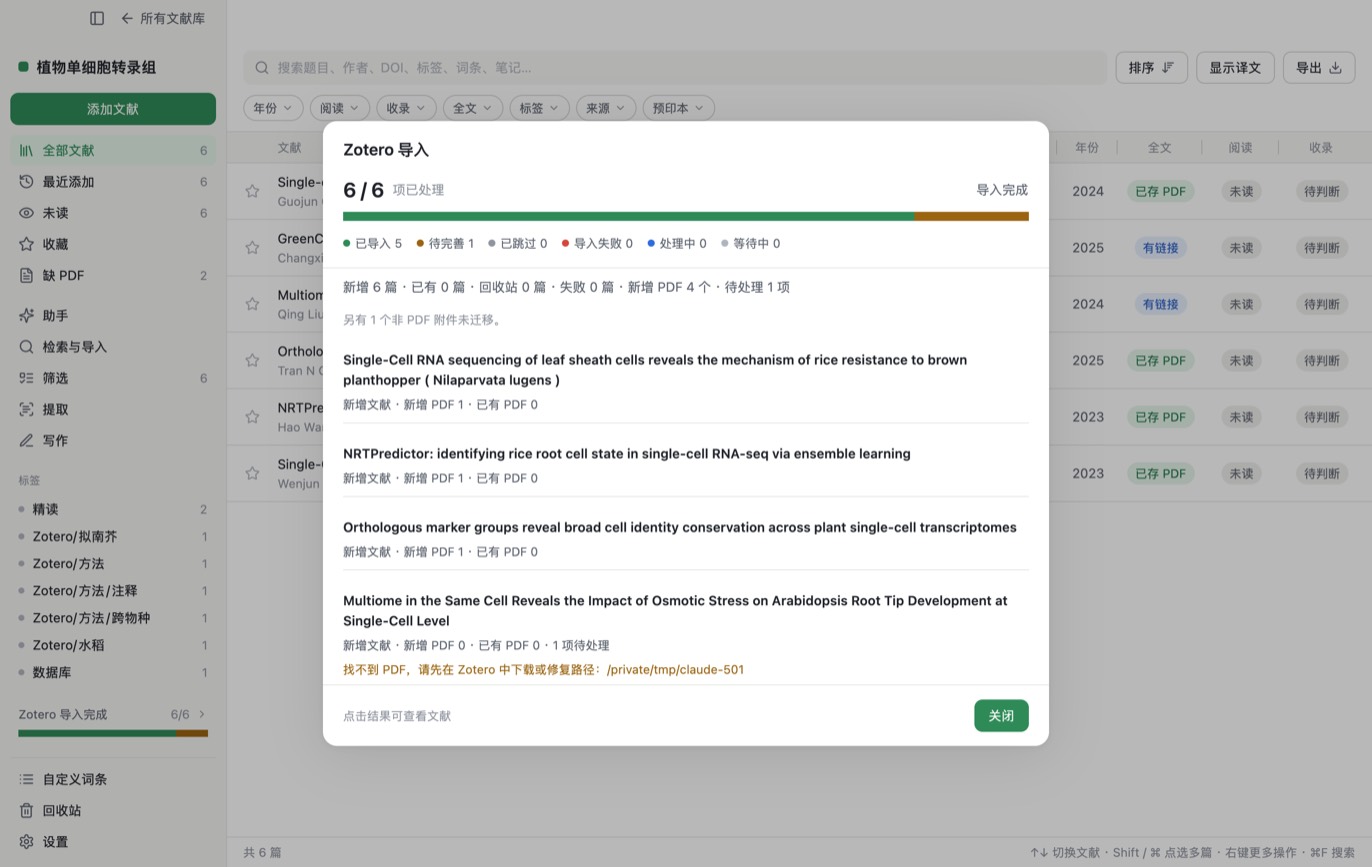 所有文献库
植物单细胞转录组
添加文献
全部文献 6
最近添加 6
未读 6
收藏
缺 PDF 2
助手
检索与导入
筛选 6
提取
写作
标签
精读 2
Zotero/拟南芥 1
Zotero/方法 1
Zotero/方法/注释 1
Zotero/方法/跨物种 1
Zotero/水稻 1
数据库 1
Zotero 导入完成 6/6
自定义词条
回收站
设置
搜索题目、作者、DOI、标签、词条、笔记...
排序 显示译文 导出
年份 阅读 收录 全文 标签 来源 预印本
文献 年份 全文 阅读 收录
Single-
Guojun
2024 已存 PDF 未读 待判断
GreenC
Changxi
2025 有链接 未读 待判断
Multiom
Qing Liu
2024 有链接 未读 待判断
Ortholo
Tran N
2025 已存 PDF 未读 待判断
NRTPre
Hao Wa
2023 已存 PDF 未读 待判断
Single-
Wenjun
2023 已存 PDF 未读 待判断
Zotero 导入
6 / 6 项已处理 导入完成
已导入 5 待完善 1 已跳过 0 导入失败 0 处理中 0 等待中 0
新增 6 篇 · 已有 0 篇 · 回收站 0 篇 · 失败 0 篇 · 新增 PDF 4 个 · 待处理 1 项
另有 1 个非 PDF 附件未迁移。
Single-Cell RNA sequencing of leaf sheath cells reveals the mechanism of rice resistance to brown
planthopper ( Nilaparvata lugens )
新增文献 · 新增 PDF 1 · 已有 PDF 0
NRTPredictor: identifying rice root cell state in single-cell RNA-seq via ensemble learning
新增文献 · 新增 PDF 1 · 已有 PDF 0
Orthologous marker groups reveal broad cell identity conservation across plant single-cell transcriptomes
新增文献 · 新增 PDF 1 · 已有 PDF 0
Multiome in the Same Cell Reveals the Impact of Osmotic Stress on Arabidopsis Root Tip Development at
Single-Cell Level
新增文献 · 新增 PDF 0 · 已有 PDF 0 · 1 项待处理
找不到 PDF，请先在 Zotero 中下载或修复路径：/private/tmp/claude-501
点击结果可查看文献 关闭
共 6 篇
↑↓ 切换文献 · Shift / ⌘ 点选多篇 · 右键更多操作 · ⌘F 搜索